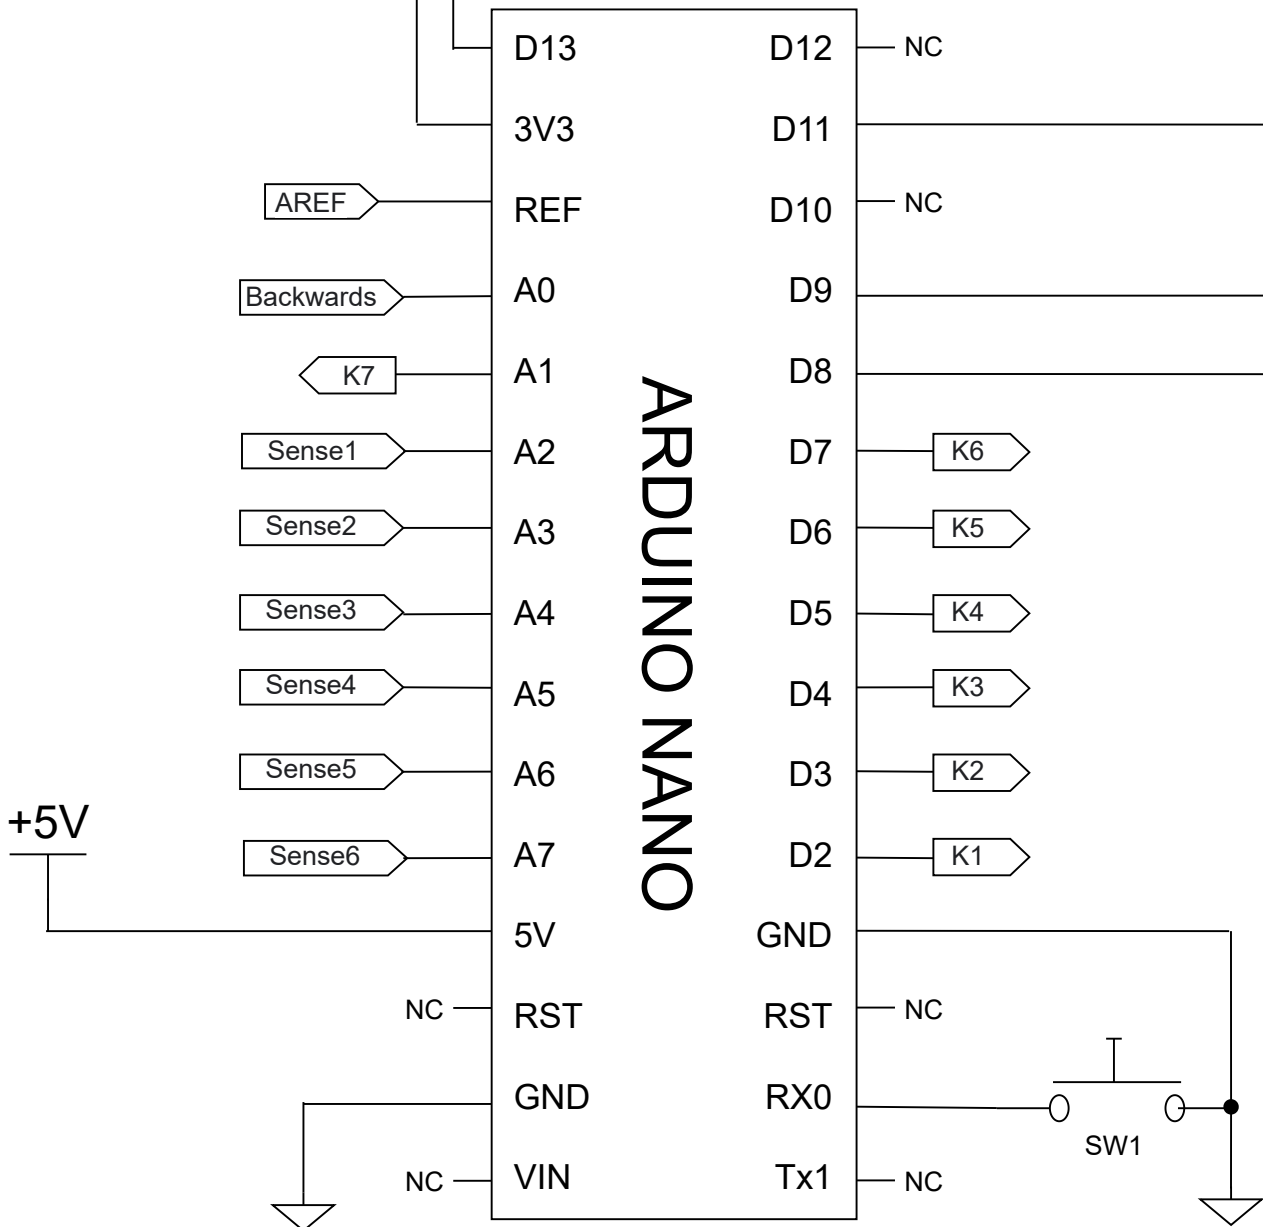 D13 D12 NC
3V3 D11
AREF REF D10 NC
Backwards A0 D9
K7 A1 D8
Sense1 A2 D7 K6
Sense2 A3 D6 K5
Sense3 A4 D5 K4
Sense4 A5 D4 K3
Sense5 A6 D3 K2
+5V
Sense6 A7 D2 K1
5V GND
NC RST RST NC
GND RX0
SW1
NC VIN Tx1 NC
ARDUINO NANO